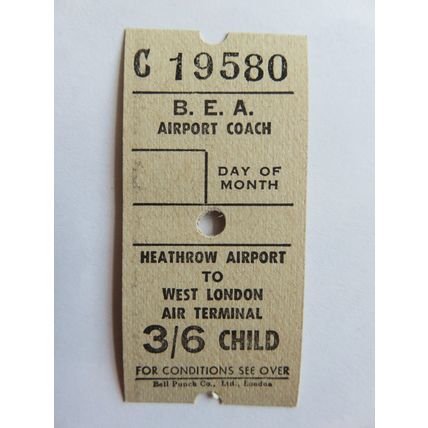 C 19580
B. E. A.
AIRPORT COACH
DAY OF
MONTH
HEATHROW AIRPORT
TO
WEST LONDON
AIR TERMINAL
3/6 CHILD
FOR CONDITIONS SEE OVER
Bell Punch Co., Ltd., London